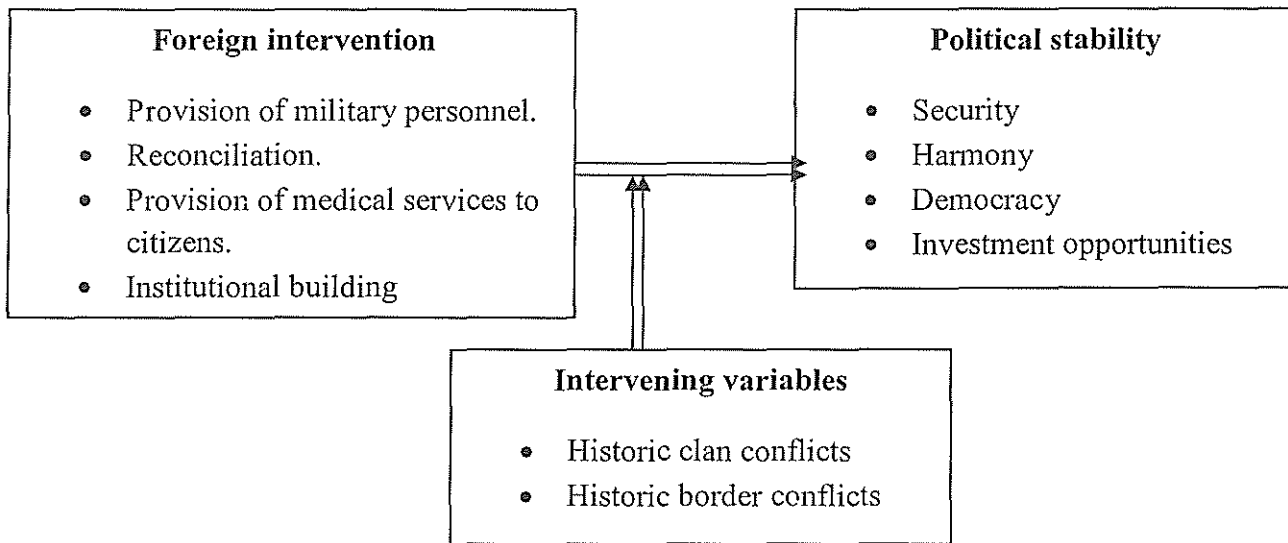 Foreign intervention
• Provision of military personnel.
• Reconciliation.
• Provision of medical services to
citizens.
• Institutional building
Political stability
• Security
• Harmony
• Democracy
• Investment opportunities
Intervening variables
• Historic clan conflicts
• Historic border conflicts